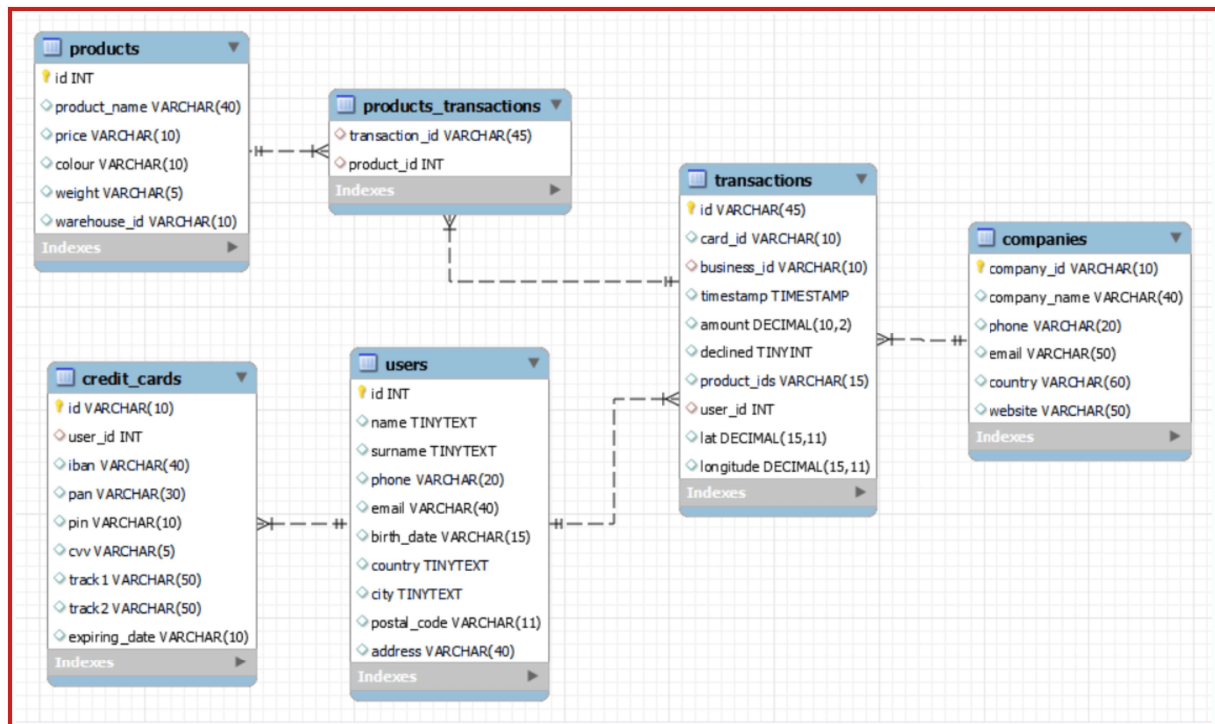 products
id INT
product_name VARCHAR(40)
price VARCHAR(10)
colour VARCHAR(10)
weight VARCHAR(5)
warehouse_id VARCHAR(10)
Indexes
products_transactions
transaction_id VARCHAR(45)
product_id INT
Indexes
transactions
id VARCHAR(45)
card_id VARCHAR(10)
business_id VARCHAR(10)
timestamp TIMESTAMP
amount DECIMAL(10,2)
declined TINYINT
product_ids VARCHAR(15)
user_id INT
lat DECIMAL(15,11)
longitude DECIMAL(15,11)
Indexes
companies
company_id VARCHAR(10)
company_name VARCHAR(40)
phone VARCHAR(20)
email VARCHAR(50)
country VARCHAR(60)
website VARCHAR(50)
Indexes
credit_cards
id VARCHAR(10)
user_id INT
iban VARCHAR(40)
pan VARCHAR(30)
pin VARCHAR(10)
cvv VARCHAR(5)
track1 VARCHAR(50)
track2 VARCHAR(50)
expiring_date VARCHAR(10)
Indexes
users
id INT
name TINYTEXT
surname TINYTEXT
phone VARCHAR(20)
email VARCHAR(40)
birth_date VARCHAR(15)
country TINYTEXT
city TINYTEXT
postal_code VARCHAR(11)
address VARCHAR(40)
Indexes